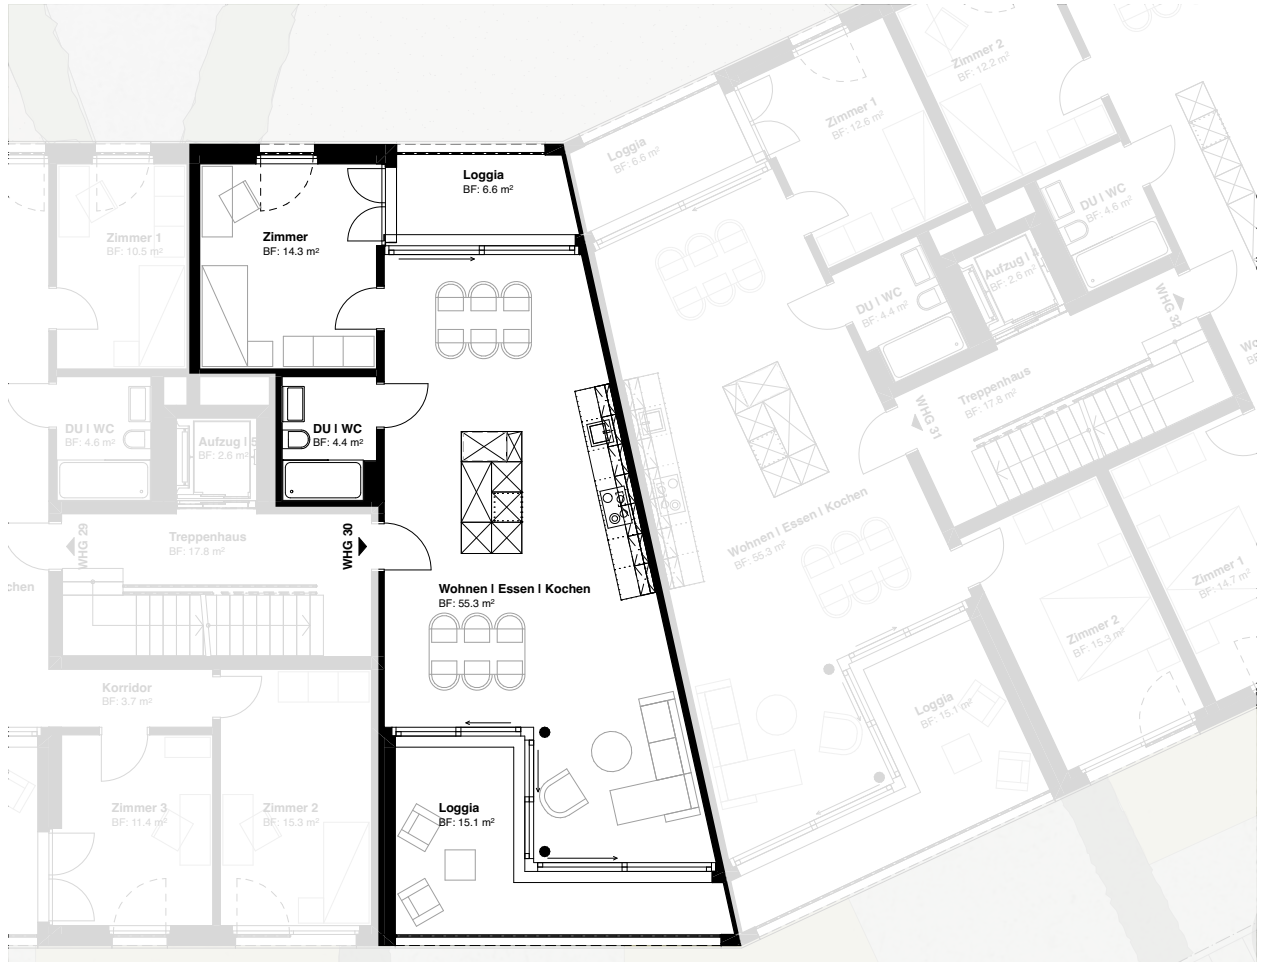 Zimmer 2
BF: 12.2 m²
Zimmer 1
BF: 12.6 m²
Loggia
BF: 6.6 m²
Loggia
BF: 6.6 m²
DU I WC
BF: 4.6 m²
Zimmer 1
BF: 10.5 m²
Zimmer
BF: 14.3 m²
Aufzug I
BF: 2.6 m²
DU I WC
BF: 4.4 m²
WHG 32
Treppenhaus
BF: 17.8 m²
WHG 31
DU I WC
BF: 4.6 m²
Aufzug I 5
BF: 2.6 m²
DU I WC
BF: 4.4 m²
WHG 29
Treppenhaus
BF: 17.8 m²
WHG 30
Wohnen I Essen I Kochen
BF: 55.3 m²
chen
Wohnen I Essen I Kochen
BF: 55.3 m²
Zimmer 1
BF: 14.7 m²
Zimmer 2
BF: 15.3 m²
Korridor
BF: 3.7 m²
Loggia
BF: 15.1 m²
Zimmer 3
BF: 11.4 m²
Zimmer 2
BF: 15.3 m²
Loggia
BF: 15.1 m²